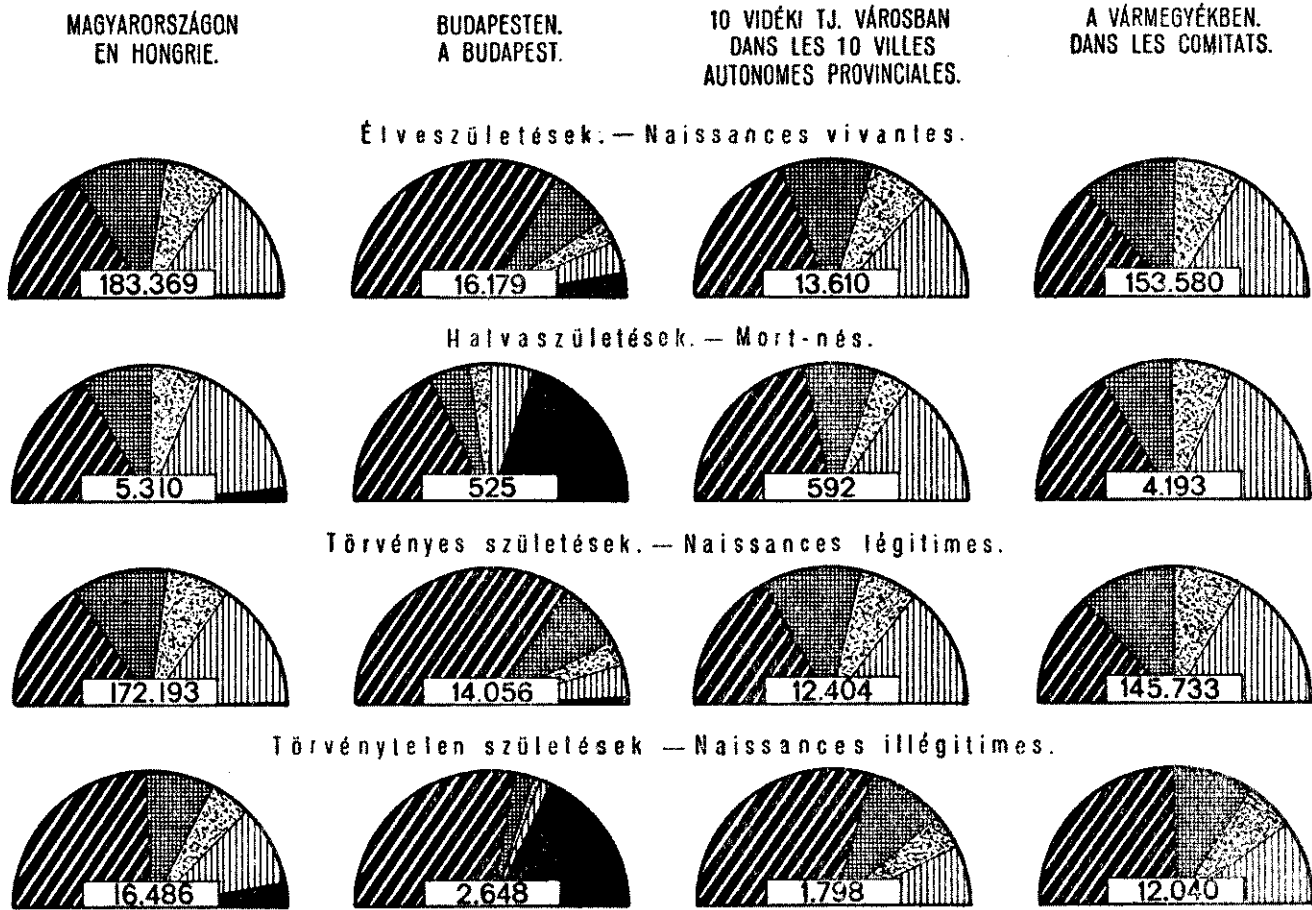 MAGYARORSZÁGON
EN HONGRIE.
BUDAPESTEN.
A BUDAPEST.
10 VIDÉKI TJ. VÁROSBAN
DANS LES 10 VILLES
AUTONOMES PROVINCIALES.
A VÁRMEGYÉKBEN.
DANS LES COMITATS.
Élveszületések. — Naissances vivantes.
183.369 16.179 13.610 153.580
Halvaszületések. — Mort-nés.
5.310 525 592 4.193
Törvényes születések. — Naissances légitimes.
172.193 14.056 12.404 145.733
Törvénytelen születések — Naissances illégitimes.
16.486 2.648 1.798 12.040